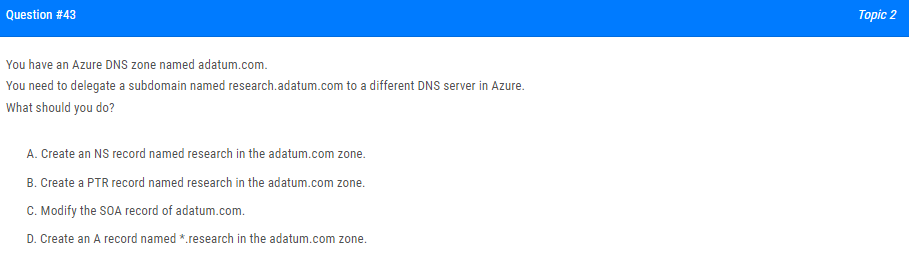 Question #43 Topic 2
You have an Azure DNS zone named adatum.com.
You need to delegate a subdomain named research.adatum.com to a different DNS server in Azure.
What should you do?
A. Create an NS record named research in the adatum.com zone.
B. Create a PTR record named research in the adatum.com zone.
C. Modify the SOA record of adatum.com.
D. Create an A record named *.research in the adatum.com zone.